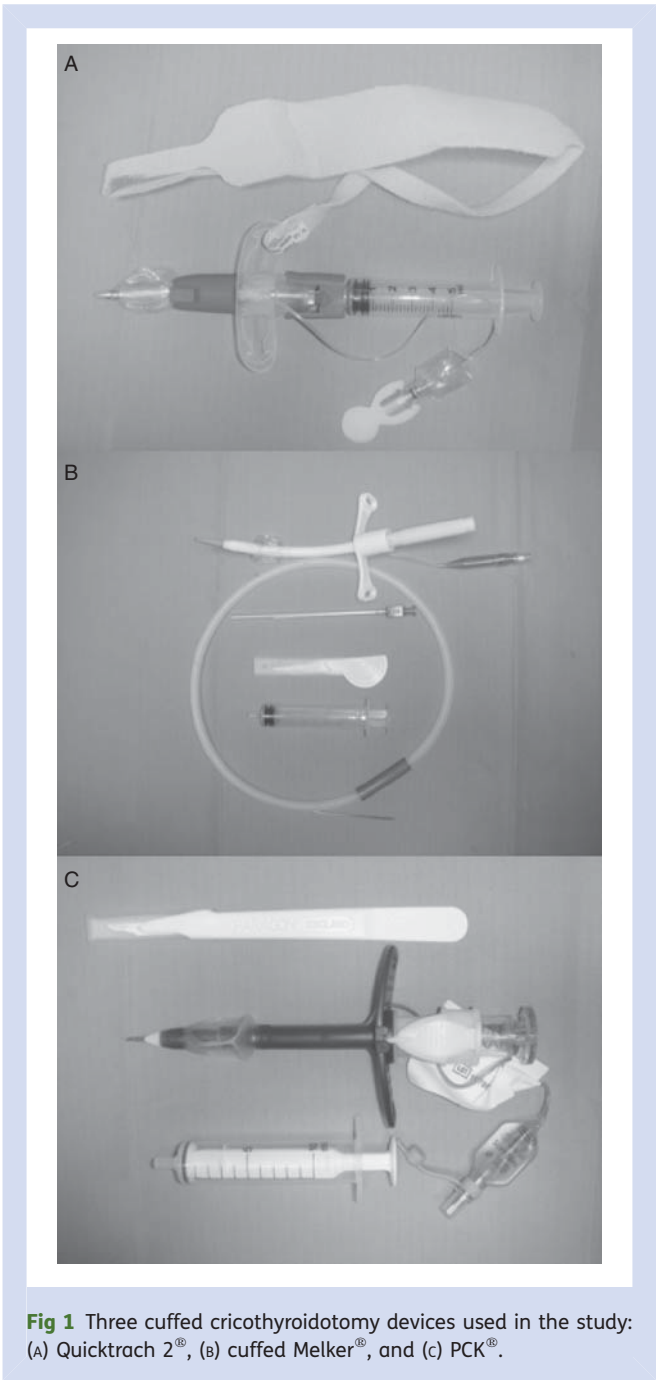 A
B
C
Fig 1 Three cuffed cricothyroidotomy devices used in the study:
(A) Quicktrach 2®, (B) cuffed Melker®, and (C) PCK®.